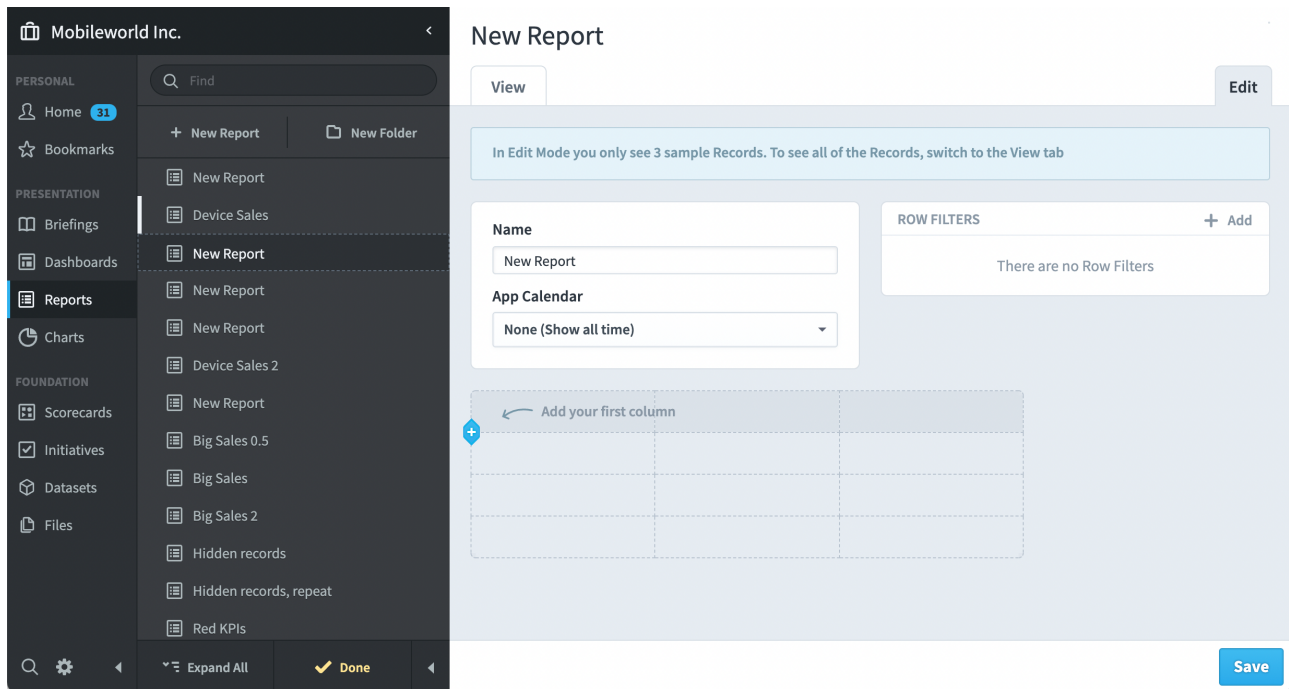 Mobileworld Inc.
PERSONAL
Home 31
Bookmarks
PRESENTATION
Briefings
Dashboards
Reports
Charts
FOUNDATION
Scorecards
Initiatives
Datasets
Files
Find
New Report
New Folder
New Report
Device Sales
New Report
New Report
New Report
Device Sales 2
New Report
Big Sales 0.5
Big Sales
Big Sales 2
Hidden records
Hidden records, repeat
Red KPIs
Expand All
Done
New Report
View
Edit
In Edit Mode you only see 3 sample Records. To see all of the Records, switch to the View tab
Name
New Report
App Calendar
None (Show all time)
ROW FILTERS
Add
There are no Row Filters
Add your first column
Save